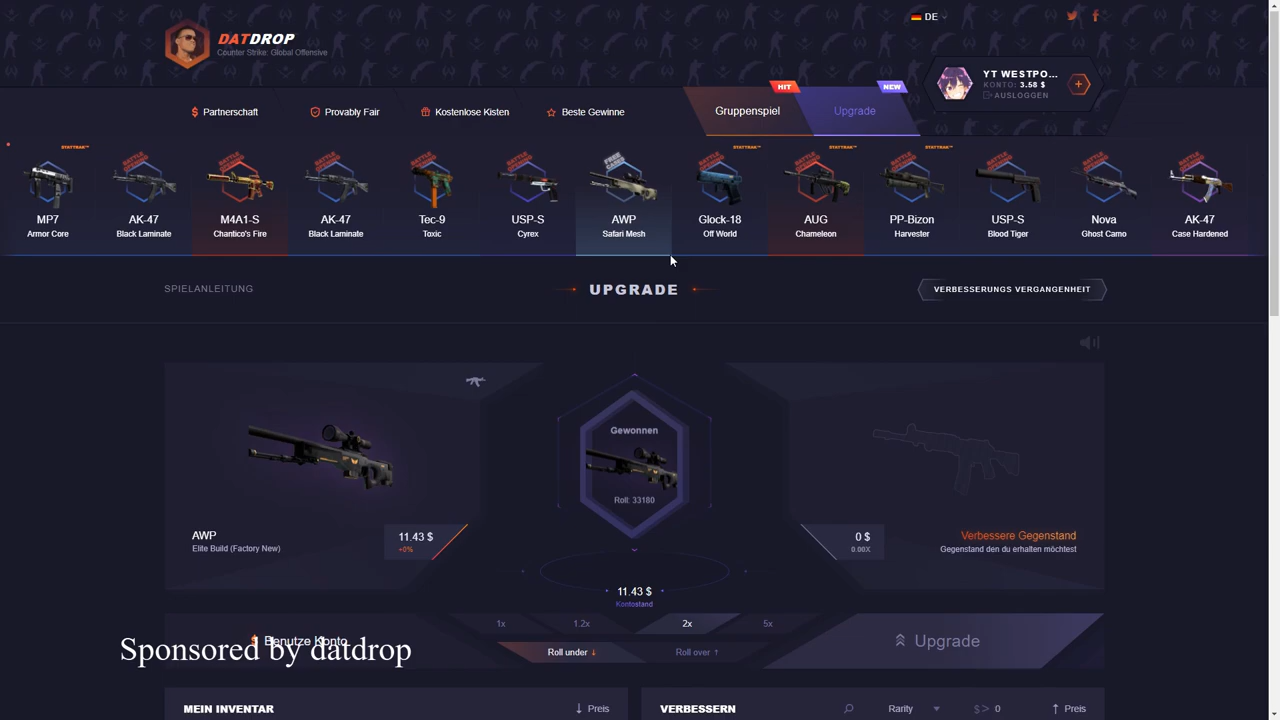 DE
DATDROP
Counter Strike: Global Offensive
YT WESTPO...
KONTO: 3.58 $
AUSLOGGEN
HIT
NEW
Partnerschaft
Provably Fair
Kostenlose Kisten
Beste Gewinne
Gruppenspiel
Upgrade
STATTRAK™
STATTRAK™
STATTRAK™
STATTRAK™
FREE CASES
MP7
AK-47
M4A1-S
AK-47
Tec-9
USP-S
AWP
Glock-18
AUG
PP-Bizon
USP-S
Nova
AK-47
Armor Core
Black Laminate
Chantico's Fire
Black Laminate
Toxic
Cyrex
Safari Mesh
Off World
Chameleon
Harvester
Blood Tiger
Ghost Camo
Case Hardened
SPIELANLEITUNG
UPGRADE
VERBESSERUNGS VERGANGENHEIT
Gewonnen
Roll: 33180
AWP
Elite Build (Factory New)
11.43 $
+0%
0 $
0.00X
Verbessere Gegenstand
Gegenstand den du erhalten möchtest
11.43 $
Kontostand
1x
1.2x
2x
5x
$ Benutze Konto
Sponsored by datdrop
Roll under ↓
Roll over ↑
Upgrade
MEIN INVENTAR
↓ Preis
VERBESSERN
Rarity
$ > 0
↑ Preis